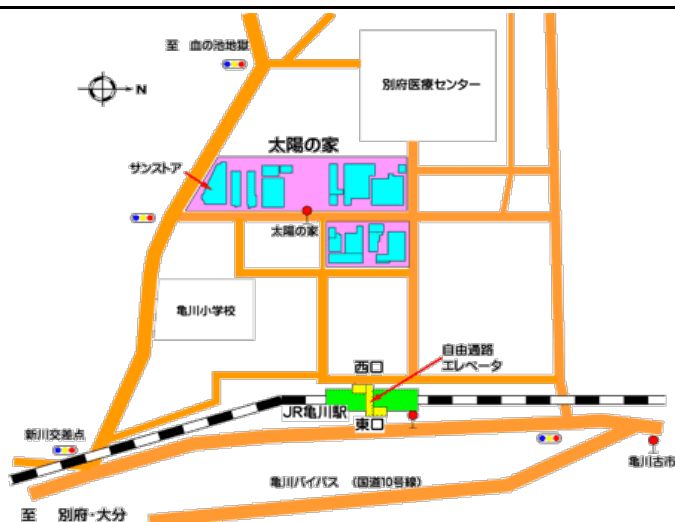 至 血の池地獄
別府医療センター
N
太陽の家
サンストア
太陽の家
亀川小学校
自由通路
エレベータ
西口
JR亀川駅
東口
新川交差点
亀川古市
亀川バイパス (国道10号線)
至 別府・大分